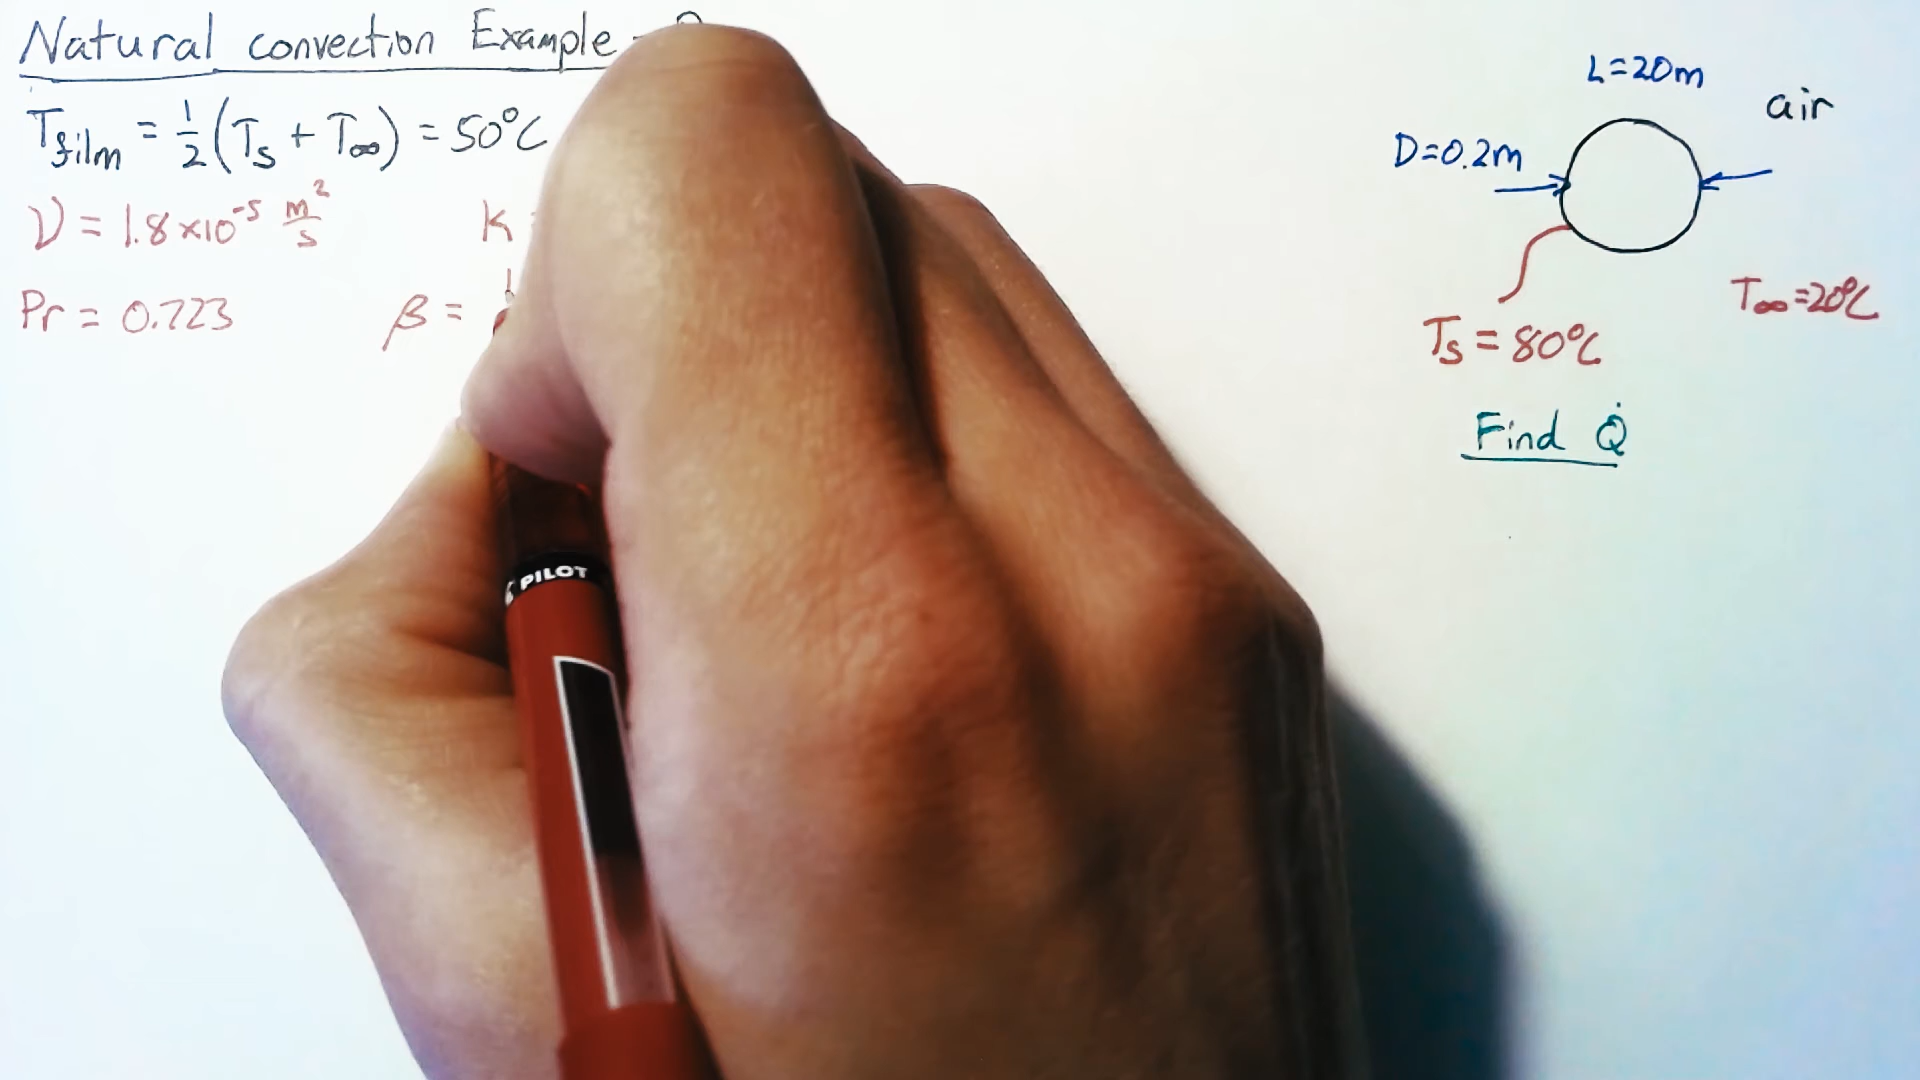 Natural convection Example
T_film = 1/2 (T_s + T_∞) = 50°C
ν = 1.8×10⁻⁵ m²/s
K
Pr = 0.723
β =
L=20m
air
D=0.2m
T_∞=20°C
T_s = 80°C
Find Q̇
PILOT